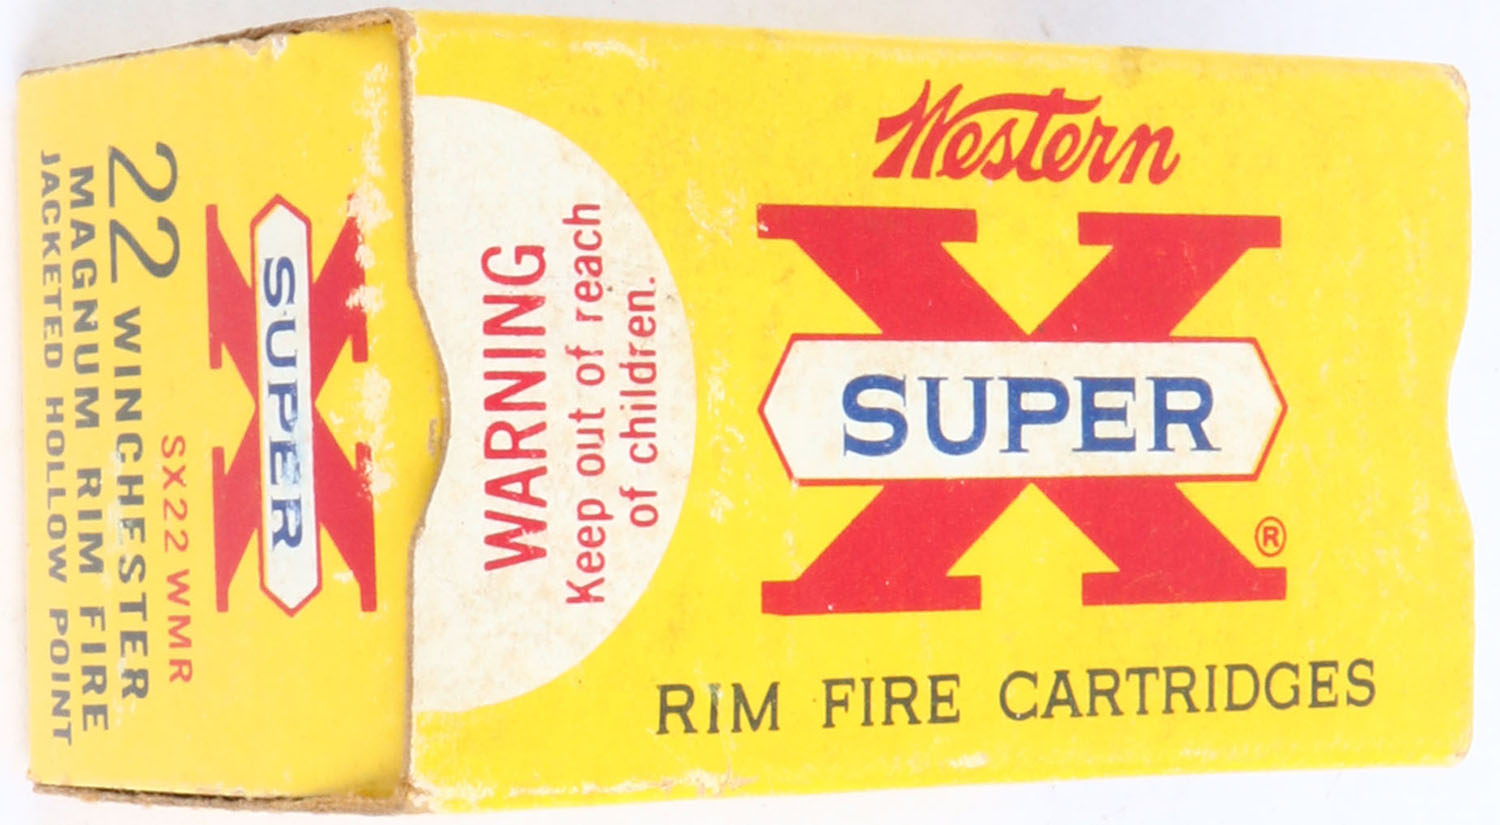 Western
X
SUPER
®
RIM FIRE CARTRIDGES
WARNING
Keep out of reach
of children.
X
SUPER
SX22 WMR
22 WINCHESTER
MAGNUM RIM FIRE
JACKETED HOLLOW POINT